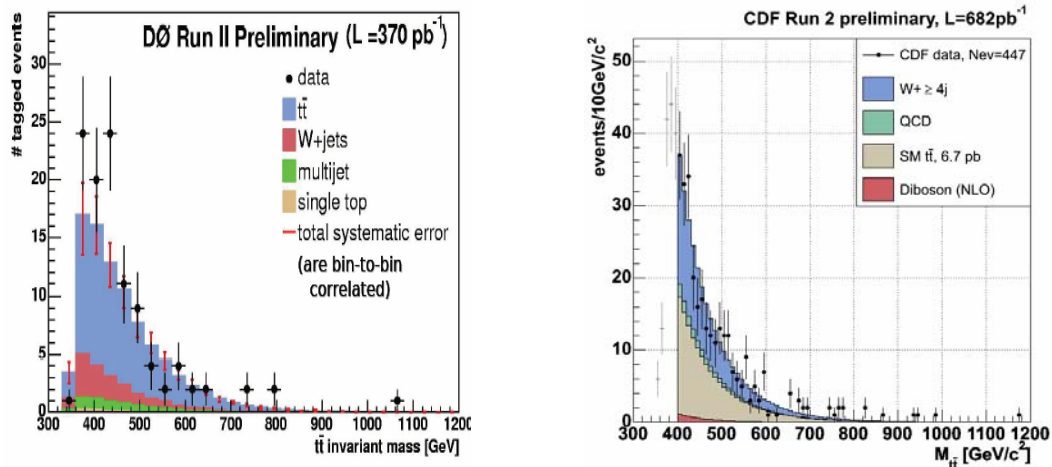 DØ Run II Preliminary (L =370 pb⁻¹)
# tagged events
30
25
20
15
10
5
0
data
tt̄
W+jets
multijet
single top
total systematic error
(are bin-to-bin
correlated)
300 400 500 600 700 800 900 1000 1100 1200
tt̄ invariant mass [GeV]
CDF Run 2 preliminary, L=682pb⁻¹
events/10GeV/c²
50
40
30
20
10
0
CDF data, Nev=447
W+ ≥ 4j
QCD
SM tt̄, 6.7 pb
Diboson (NLO)
300 400 500 600 700 800 900 1000 1100 1200
M_tt̄ [GeV/c²]